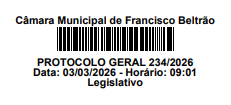 Câmara Municipal de Francisco Beltrão
PROTOCOLO GERAL 234/2026
Data: 03/03/2026 - Horário: 09:01
Legislativo